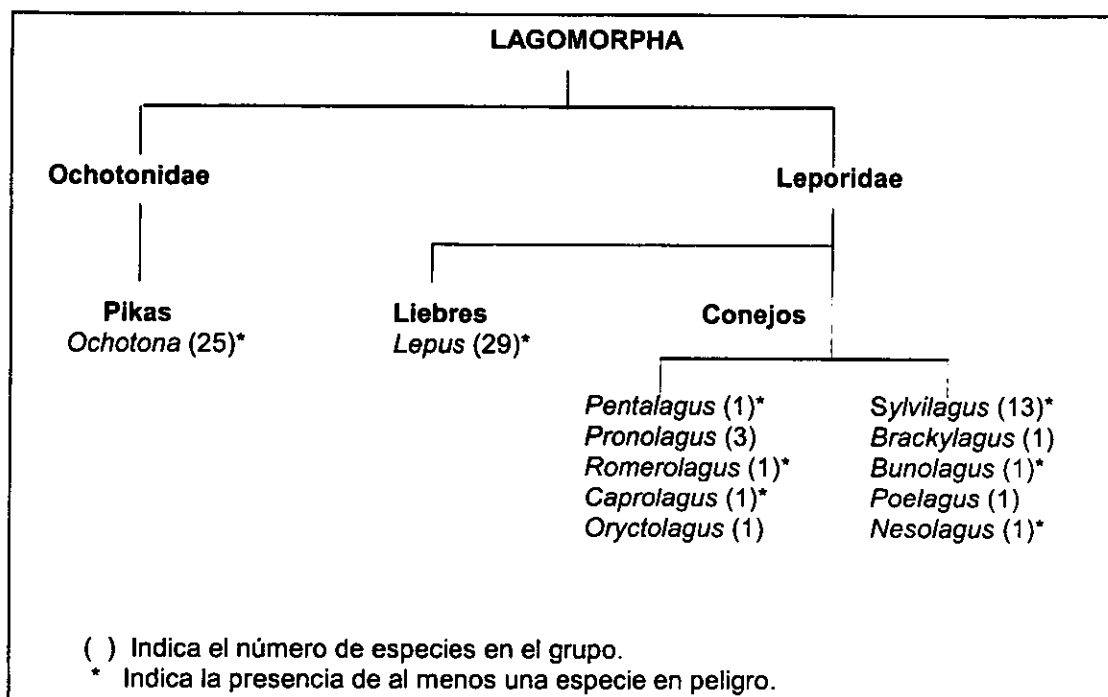 LAGOMORPHA
Ochotonidae
Leporidae
Pikas
Ochotona (25)*
Liebres
Lepus (29)*
Conejos
Pentalagus (1)*
Pronolagus (3)
Romerolagus (1)*
Caprolagus (1)*
Oryctolagus (1)
Sylvilagus (13)*
Brackylagus (1)
Bunolagus (1)*
Poelagus (1)
Nesolagus (1)*
( ) Indica el número de especies en el grupo.
* Indica la presencia de al menos una especie en peligro.